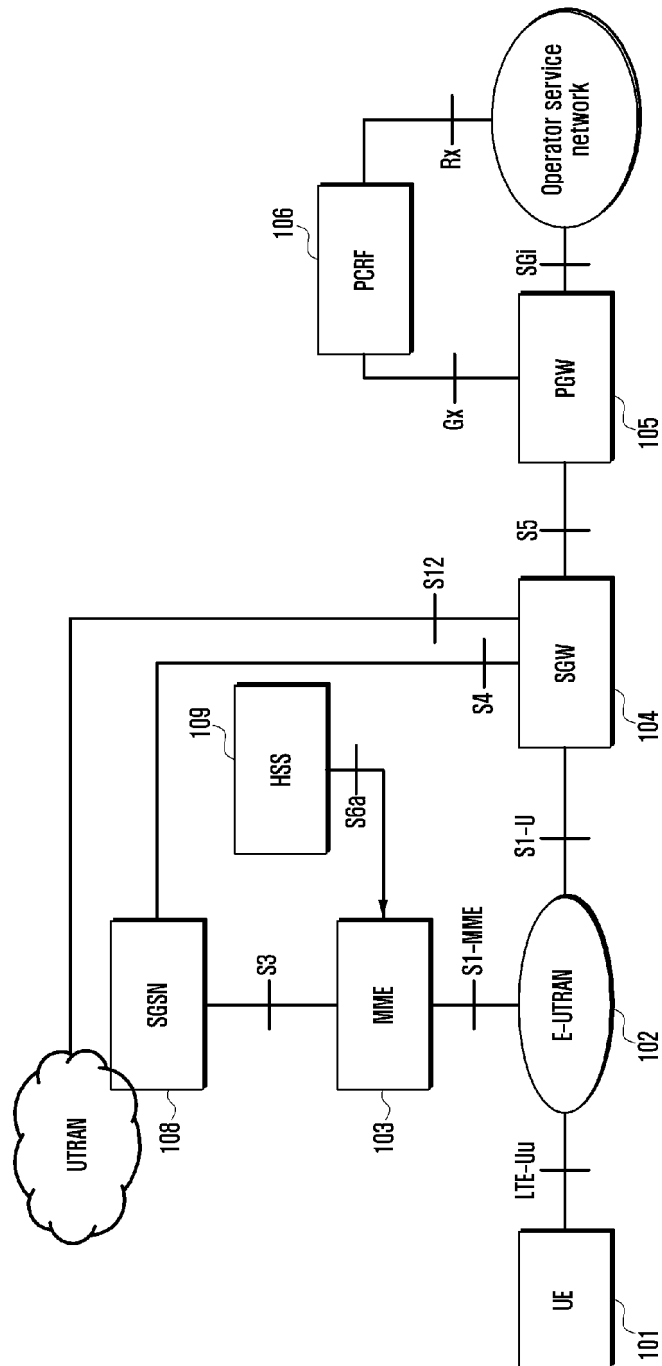 UTRAN
SGSN
108
S3
HSS
109
S6a
MME
103
S1-MME
S12
S4
PCRF
106
Gx
Rx
UE
101
LTE-Uu
E-UTRAN
102
S1-U
SGW
104
S5
PGW
105
SGi
Operator service
network